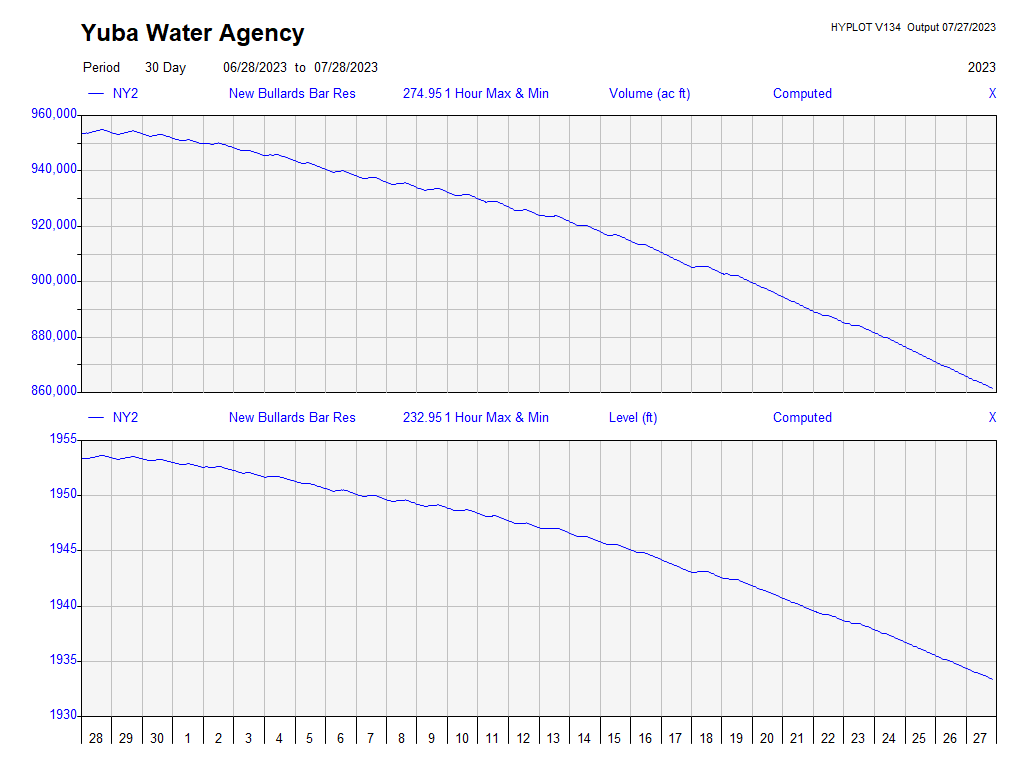 Yuba Water Agency
HYPLOT V134 Output 07/27/2023
Period 30 Day 06/28/2023 to 07/28/2023 2023
NY2 New Bullards Bar Res 274.95 1 Hour Max & Min Volume (ac ft) Computed X
960,000
940,000
920,000
900,000
880,000
860,000
NY2 New Bullards Bar Res 232.95 1 Hour Max & Min Level (ft) Computed X
1955
1950
1945
1940
1935
1930
28 29 30 1 2 3 4 5 6 7 8 9 10 11 12 13 14 15 16 17 18 19 20 21 22 23 24 25 26 27